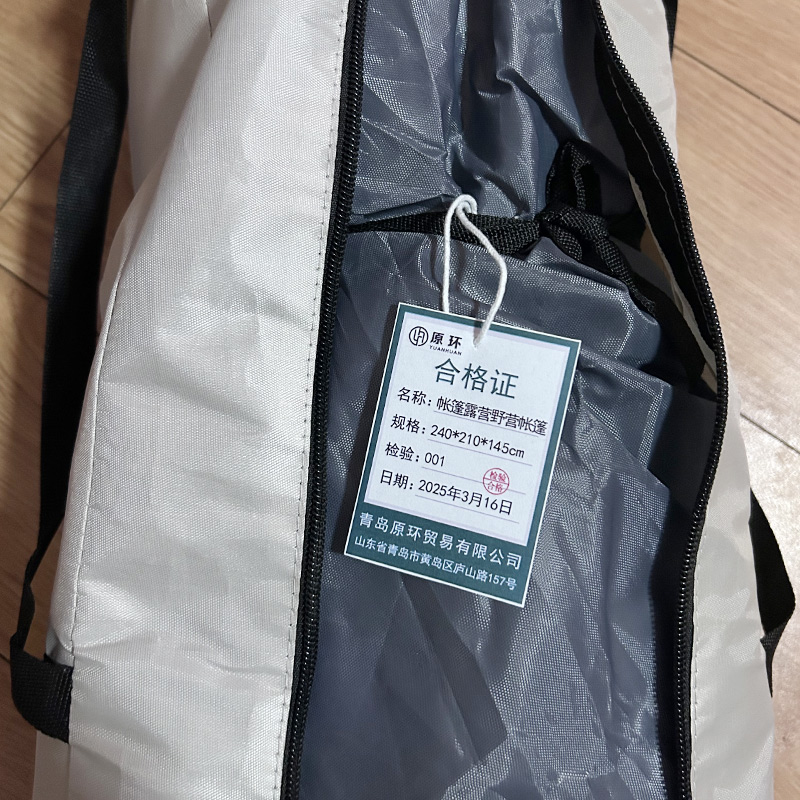 原环
YUANHUAN
合格证
名称：帐篷露营野营帐篷
规格：240*210*145cm
检验：001
检验
合格
日期：2025年3月16日
青岛原环贸易有限公司
山东省青岛市黄岛区庐山路157号